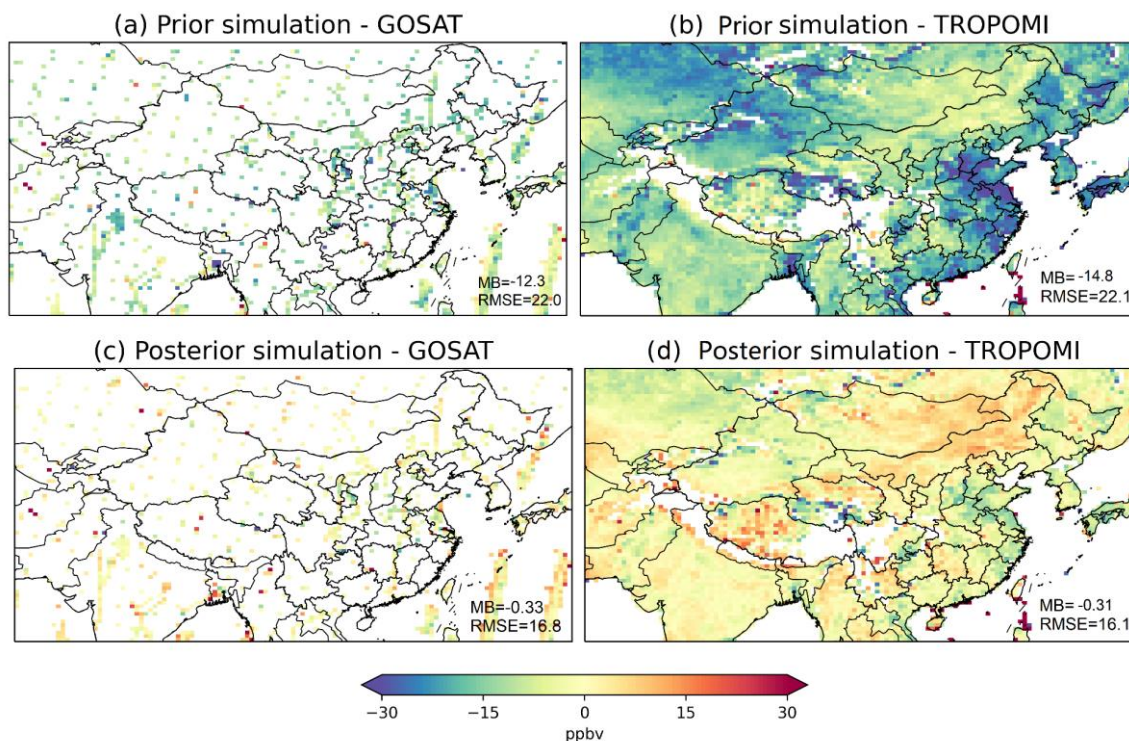 (a) Prior simulation - GOSAT
(b) Prior simulation - TROPOMI
MB=-12.3
RMSE=22.0
MB= -14.8
RMSE=22.1
(c) Posterior simulation - GOSAT
(d) Posterior simulation - TROPOMI
MB=-0.33
RMSE=16.8
MB= -0.31
RMSE=16.1
−30 −15 0 15 30
ppbv